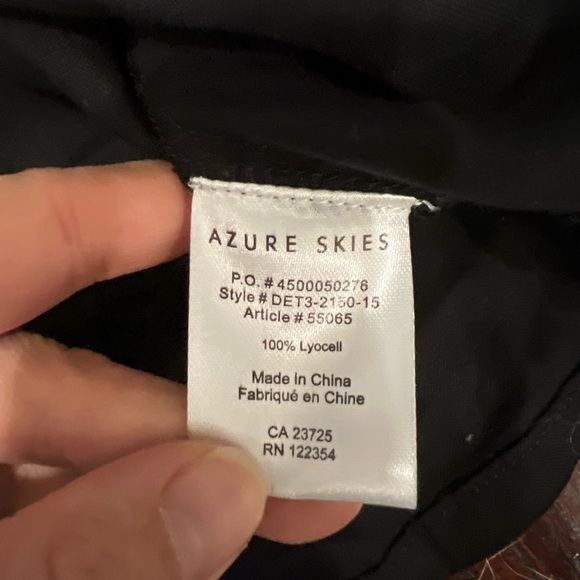 AZURE SKIES
P.O. # 4500050276
Style # DET3-2150-15
Article # 55065
100% Lyocell
Made in China
Fabriqué en Chine
CA 23725
RN 122354